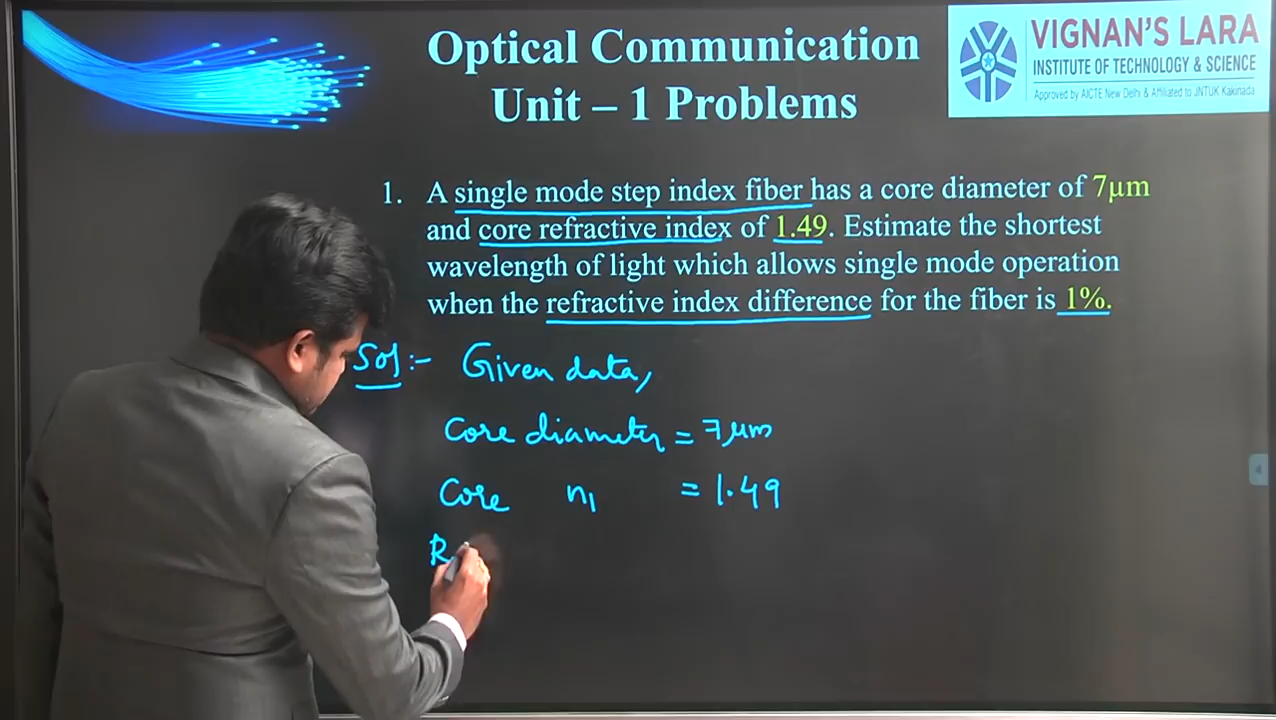 Optical Communication
Unit – 1 Problems
VIGNAN'S LARA
INSTITUTE OF TECHNOLOGY & SCIENCE
Approved by AICTE New Delhi & Affiliated to JNTUK Kakinada
1. A single mode step index fiber has a core diameter of 7μm
and core refractive index of 1.49. Estimate the shortest
wavelength of light which allows single mode operation
when the refractive index difference for the fiber is 1%.
Sol :- Given data,
Core diameter = 7μm
Core n1 = 1.49
R